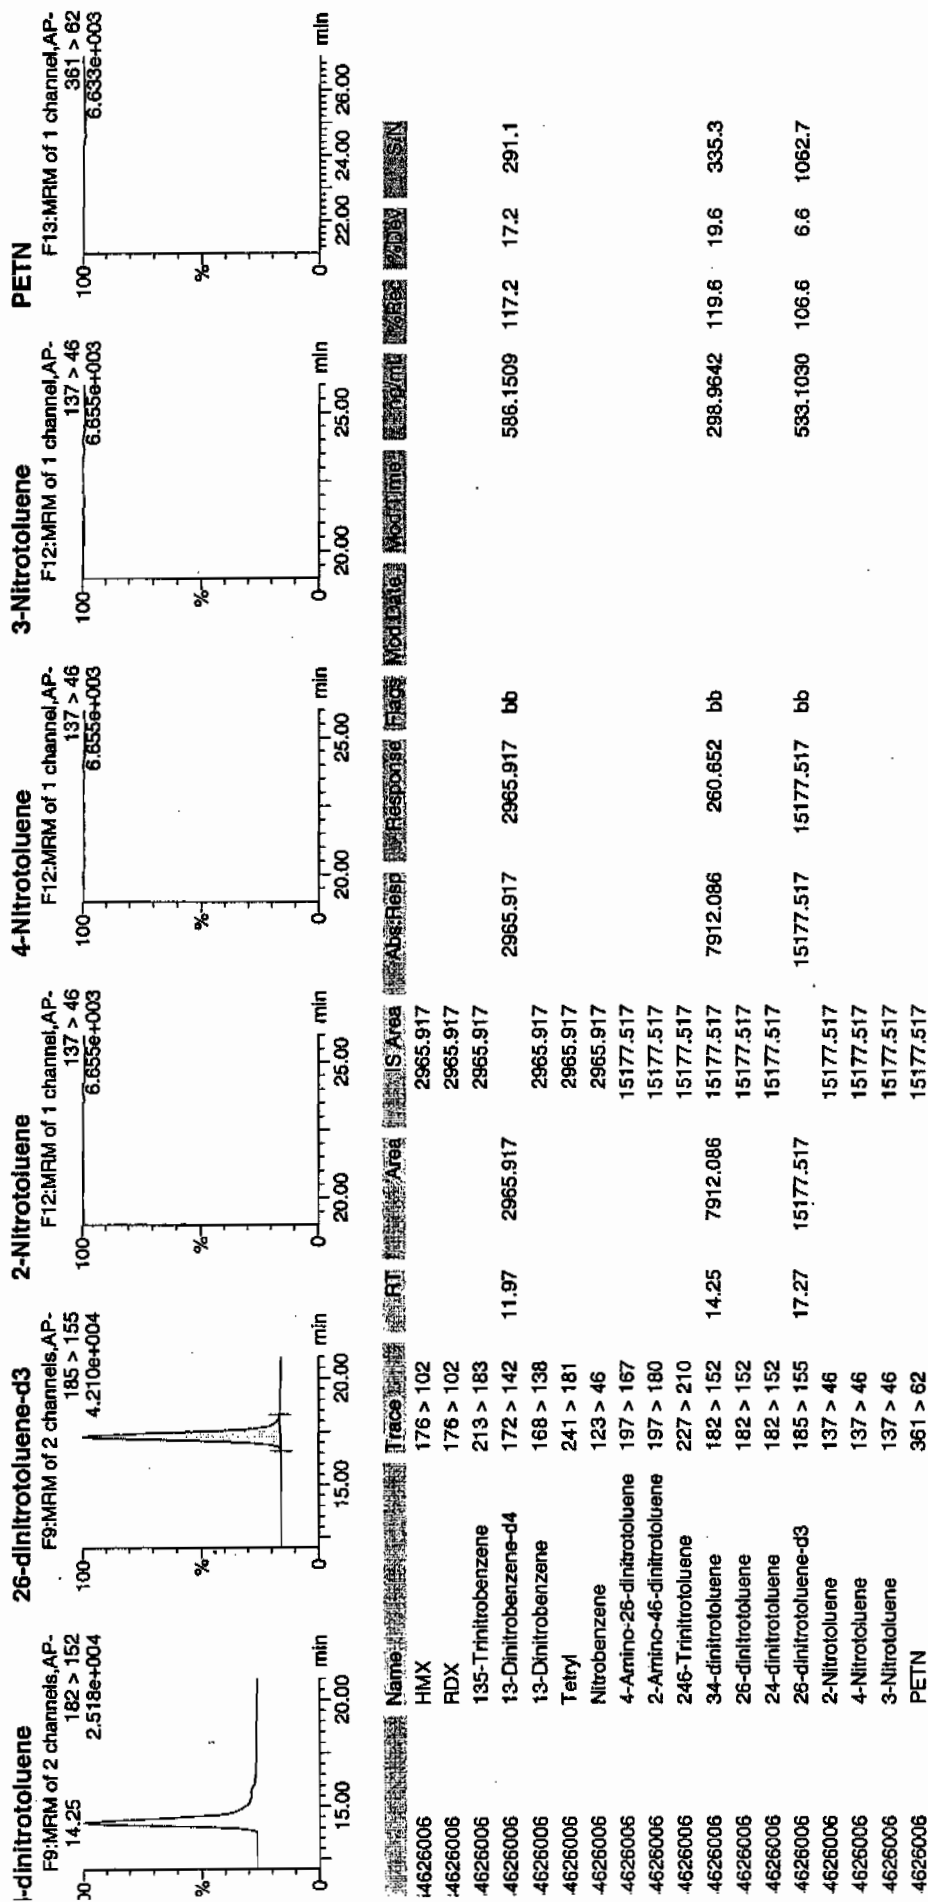 l-dinitrotoluene
F9:MRM of 2 channels,AP-
14.25 182 > 152
2.518e+004
%
0
15.00 20.00 min
26-dinitrotoluene-d3
F9:MRM of 2 channels,AP-
185 > 155
4.210e+004
100
%
0
15.00 20.00 min
2-Nitrotoluene
F12:MRM of 1 channel,AP-
137 > 46
6.655e+003
100
%
0
20.00 25.00 min
4-Nitrotoluene
F12:MRM of 1 channel,AP-
137 > 46
6.655e+003
100
%
0
20.00 25.00 min
3-Nitrotoluene
F12:MRM of 1 channel,AP-
137 > 46
6.655e+003
100
%
0
20.00 25.00 min
PETN
F13:MRM of 1 channel,AP-
361 > 62
6.633e+003
100
%
0
22.00 24.00 26.00 min
Name Trace RT Area IS Area Abs.Resp Response Flags Mod.Date Mod.Time ng/ml %Rec %Dev S/N
4626006 HMX 176 > 102 2965.917
4626006 RDX 176 > 102 2965.917
4626006 135-Trinitrobenzene 213 > 183 2965.917
4626006 13-Dinitrobenzene-d4 172 > 142 11.97 2965.917 2965.917 2965.917 bb 586.1509 117.2 17.2 291.1
4626006 13-Dinitrobenzene 168 > 138 2965.917
4626006 Tetryl 241 > 181 2965.917
4626006 Nitrobenzene 123 > 46 2965.917
4626006 4-Amino-26-dinitrotoluene 197 > 167 15177.517
4626006 2-Amino-46-dinitrotoluene 197 > 180 15177.517
4626006 246-Trinitrotoluene 227 > 210 15177.517
4626006 34-dinitrotoluene 182 > 152 14.25 7912.086 15177.517 7912.086 260.652 bb 298.9642 119.6 19.6 335.3
4626006 26-dinitrotoluene 182 > 152 15177.517
4626006 24-dinitrotoluene 182 > 152 15177.517
4626006 26-dinitrotoluene-d3 185 > 155 17.27 15177.517 15177.517 15177.517 bb 533.1030 106.6 6.6 1062.7
4626006 2-Nitrotoluene 137 > 46 15177.517
4626006 4-Nitrotoluene 137 > 46 15177.517
4626006 3-Nitrotoluene 137 > 46 15177.517
4626006 PETN 361 > 62 15177.517